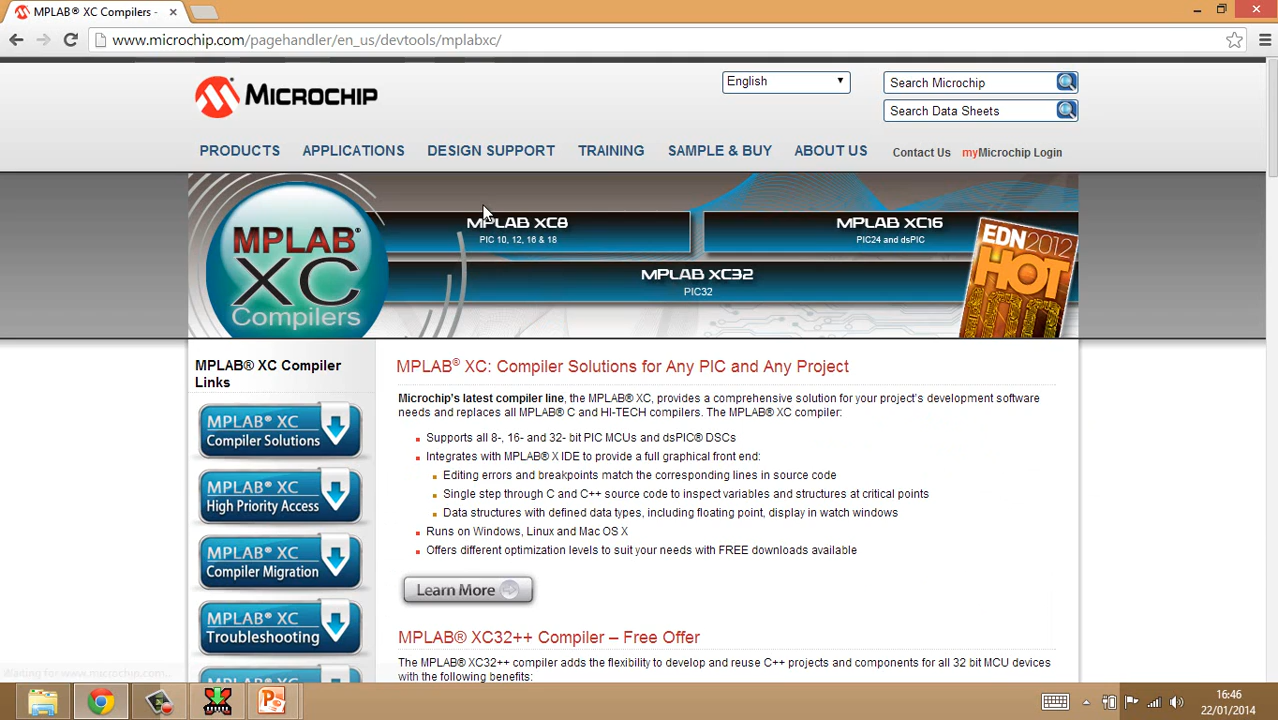 MPLAB® XC Compilers -
www.microchip.com/pagehandler/en_us/devtools/mplabxc/
MICROCHIP
English
Search Microchip
Search Data Sheets
PRODUCTS APPLICATIONS DESIGN SUPPORT TRAINING SAMPLE & BUY ABOUT US Contact Us myMicrochip Login
MPLAB®
XC
Compilers
MPLAB XC8
PIC 10, 12, 16 & 18
MPLAB XC16
PIC24 and dsPIC
MPLAB XC32
PIC32
EDN 2012
HOT
100
MPLAB® XC Compiler
Links
MPLAB® XC
Compiler Solutions
MPLAB® XC
High Priority Access
MPLAB® XC
Compiler Migration
MPLAB® XC
Troubleshooting
MPLAB® XC
MPLAB® XC: Compiler Solutions for Any PIC and Any Project
Microchip's latest compiler line, the MPLAB® XC, provides a comprehensive solution for your project's development software
needs and replaces all MPLAB® C and HI-TECH compilers. The MPLAB® XC compiler:
Supports all 8-, 16- and 32- bit PIC MCUs and dsPIC® DSCs
Integrates with MPLAB® X IDE to provide a full graphical front end:
Editing errors and breakpoints match the corresponding lines in source code
Single step through C and C++ source code to inspect variables and structures at critical points
Data structures with defined data types, including floating point, display in watch windows
Runs on Windows, Linux and Mac OS X
Offers different optimization levels to suit your needs with FREE downloads available
Learn More
MPLAB® XC32++ Compiler – Free Offer
The MPLAB® XC32++ compiler adds the flexibility to develop and reuse C++ projects and components for all 32 bit MCU devices
with the following benefits:
Waiting for www.microchip.com...
16:46
22/01/2014